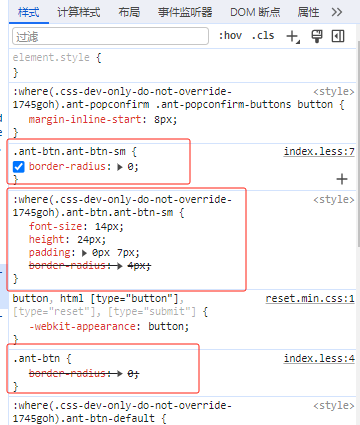 样式 计算样式 布局 事件监听器 DOM 断点 属性
过滤 :hov .cls
element.style {
}
:where(.css-dev-only-do-not-override- <style>
1745goh).ant-popconfirm .ant-popconfirm-buttons button {
margin-inline-start: 8px;
}
.ant-btn.ant-btn-sm { index.less:7
border-radius: 0;
}
:where(.css-dev-only-do-not-override- <style>
1745goh).ant-btn.ant-btn-sm {
font-size: 14px;
height: 24px;
padding: 0px 7px;
border-radius: 4px;
}
button, html [type="button"], reset.min.css:1
[type="reset"], [type="submit"] {
-webkit-appearance: button;
}
.ant-btn { index.less:4
border-radius: 0;
}
:where(.css-dev-only-do-not-override- <style>
1745goh).ant-btn-default {